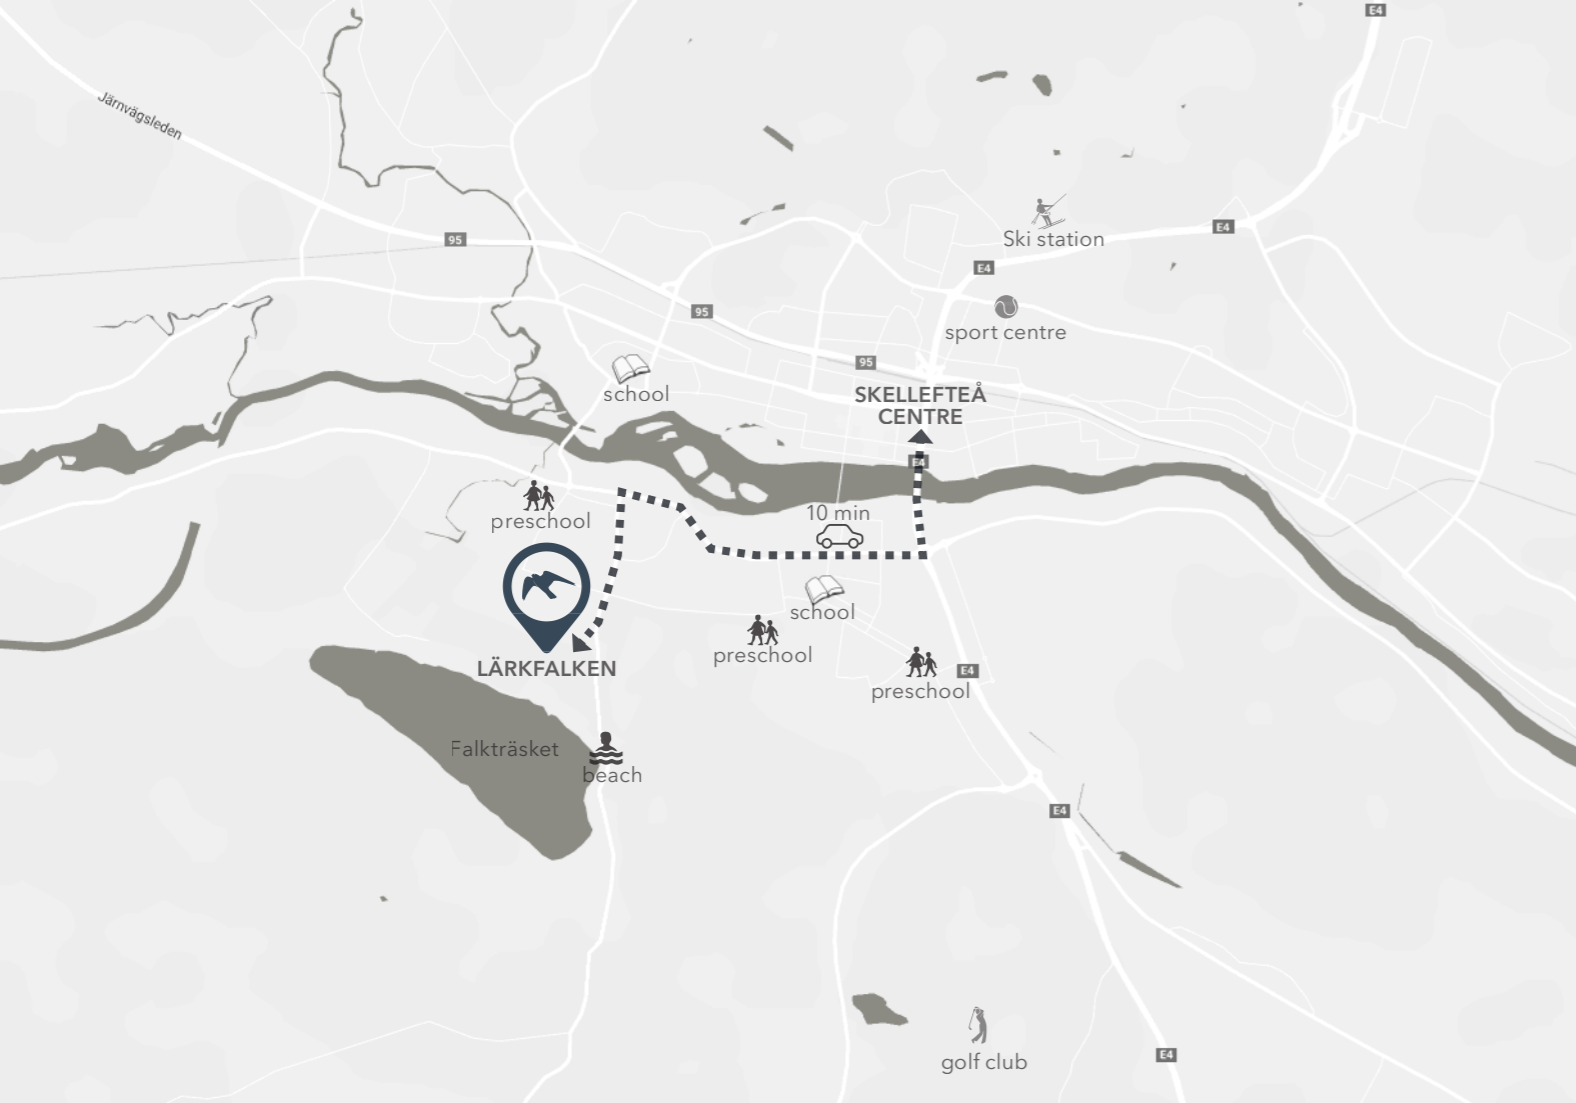 E4
Järnvägsleden
E4
95
Ski station
E4
95
sport centre
95
school
SKELLEFTEÅ
CENTRE
E4
preschool
10 min
school
preschool
LÄRKFALKEN
E4
preschool
Falkträsket
beach
E4
golf club
E4